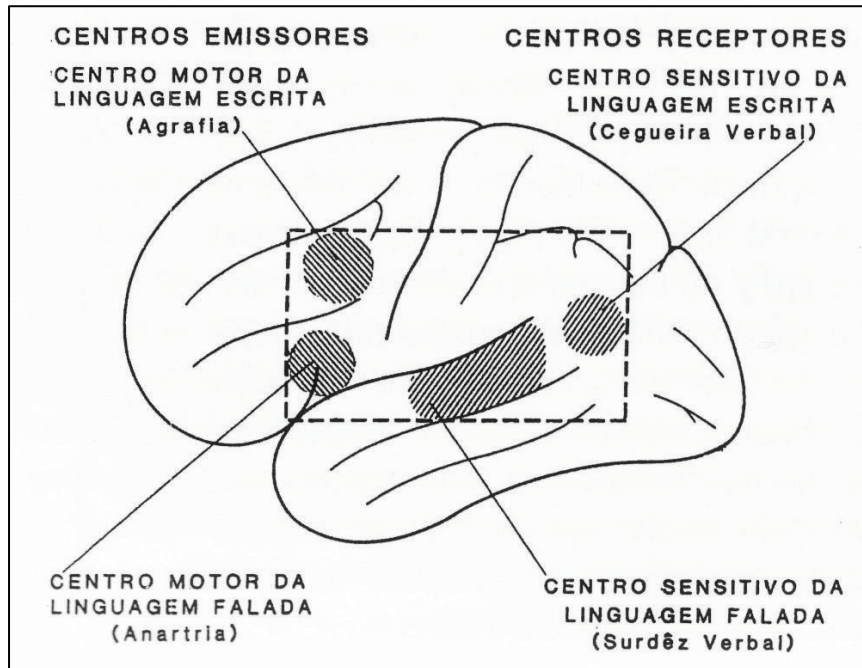 CENTROS EMISSORES
CENTRO MOTOR DA
LINGUAGEM ESCRITA
(Agrafia)
CENTROS RECEPTORES
CENTRO SENSITIVO DA
LINGUAGEM ESCRITA
(Cegueira Verbal)
CENTRO MOTOR DA
LINGUAGEM FALADA
(Anartria)
CENTRO SENSITIVO DA
LINGUAGEM FALADA
(Surdêz Verbal)